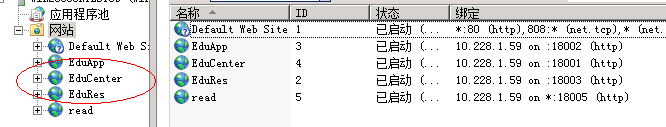 应用程序池
网站
Default Web Si
EduApp
EduCenter
EduRes
read
名称 ID 状态 绑定
Default Web Site 1 已启动 (... *:80 (http),808:* (net.tcp),* (net.
EduApp 3 已启动 (... 10.228.1.59 on :18002 (http)
EduCenter 4 已启动 (... 10.228.1.59 on :18001 (http)
EduRes 2 已启动 (... 10.228.1.59 on :18003 (http)
read 5 已启动 (... 10.228.1.59 on *:18005 (http)